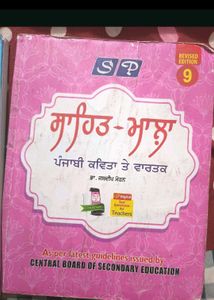 SP
REVISED
EDITION
9
ਸਾਹਿਤ-ਮਾਲਾ
ਪੰਜਾਬੀ ਕਵਿਤਾ ਤੇ ਵਾਰਤਕ
ਡਾ.
Teachers
As per latest guidelines issued by
CENTRAL BOARD OF SECONDARY EDUCATION